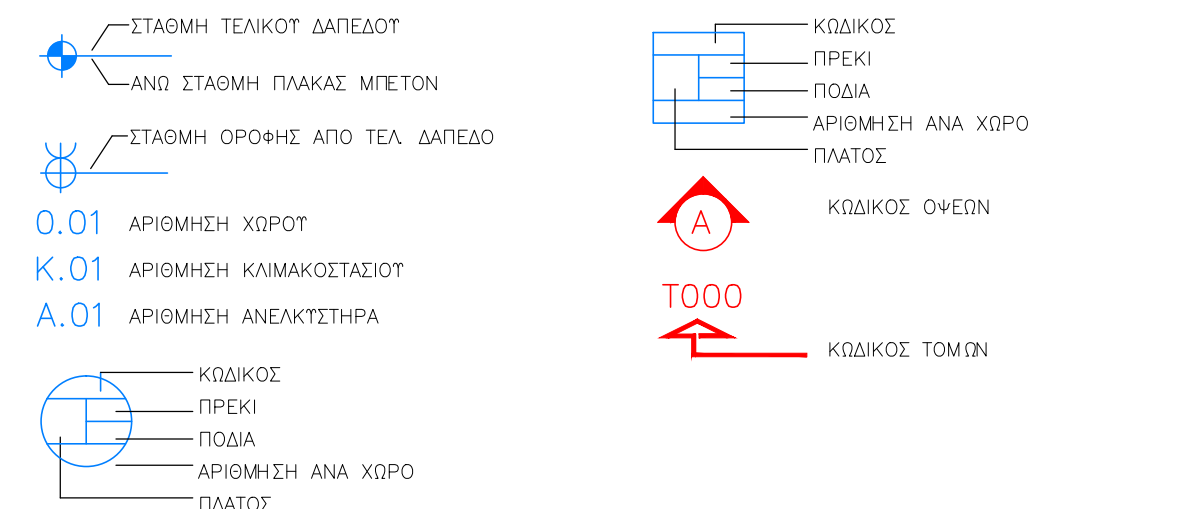 ΣΤΑΘΜΗ ΤΕΛΙΚΟΥ ΔΑΠΕΔΟΥ
ΑΝΩ ΣΤΑΘΜΗ ΠΛΑΚΑΣ ΜΠΕΤΟΝ
ΣΤΑΘΜΗ ΟΡΟΦΗΣ ΑΠΟ ΤΕΛ. ΔΑΠΕΔΟ
0.01 ΑΡΙΘΜΗΣΗ ΧΩΡΟΥ
Κ.01 ΑΡΙΘΜΗΣΗ ΚΛΙΜΑΚΟΣΤΑΣΙΟΥ
Α.01 ΑΡΙΘΜΗΣΗ ΑΝΕΛΚΥΣΤΗΡΑ
ΚΩΔΙΚΟΣ
ΠΡΕΚΙ
ΠΟΔΙΑ
ΑΡΙΘΜΗΣΗ ΑΝΑ ΧΩΡΟ
ΠΛΑΤΟΣ
ΚΩΔΙΚΟΣ
ΠΡΕΚΙ
ΠΟΔΙΑ
ΑΡΙΘΜΗΣΗ ΑΝΑ ΧΩΡΟ
ΠΛΑΤΟΣ
Α ΚΩΔΙΚΟΣ ΟΨΕΩΝ
Τ000
ΚΩΔΙΚΟΣ ΤΟΜΩΝ